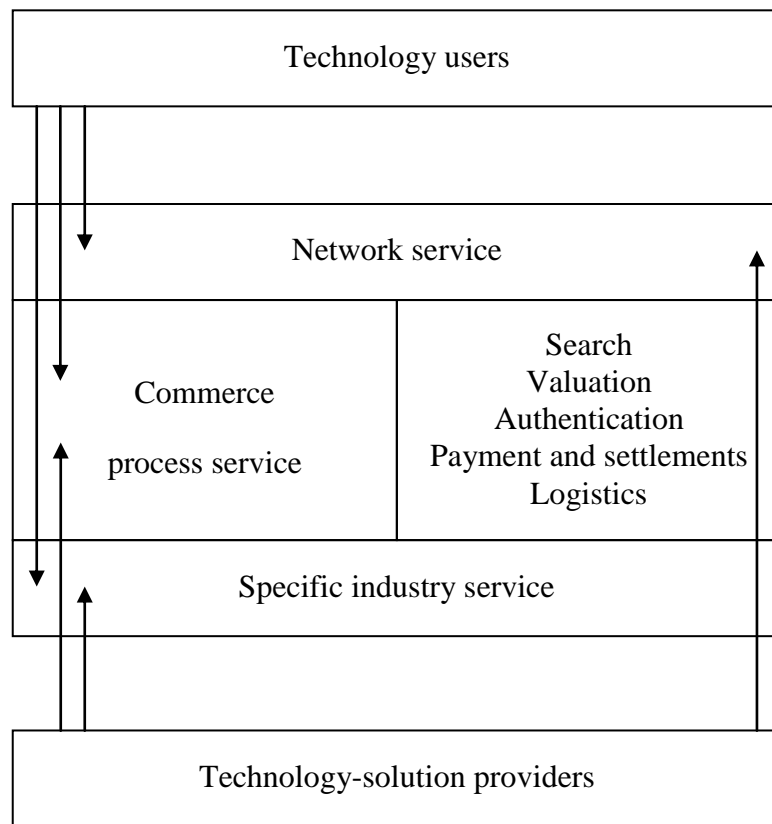 Technology users
Network service
Commerce
process service
Search
Valuation
Authentication
Payment and settlements
Logistics
Specific industry service
Technology-solution providers